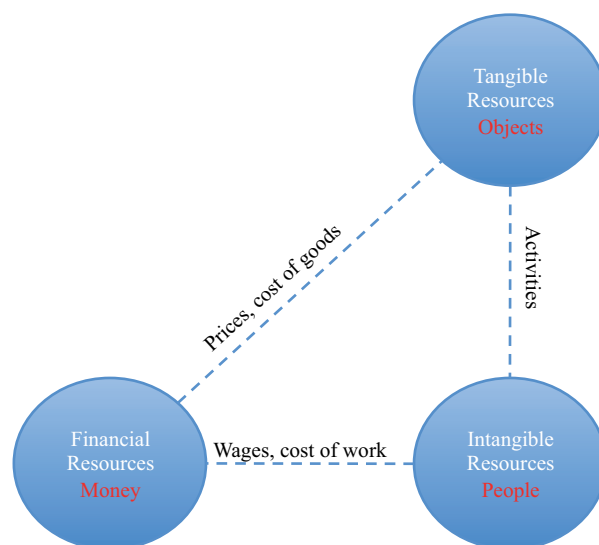 Tangible
Resources
Objects
Prices, cost of goods
Activities
Financial
Resources
Money
Wages, cost of work
Intangible
Resources
People